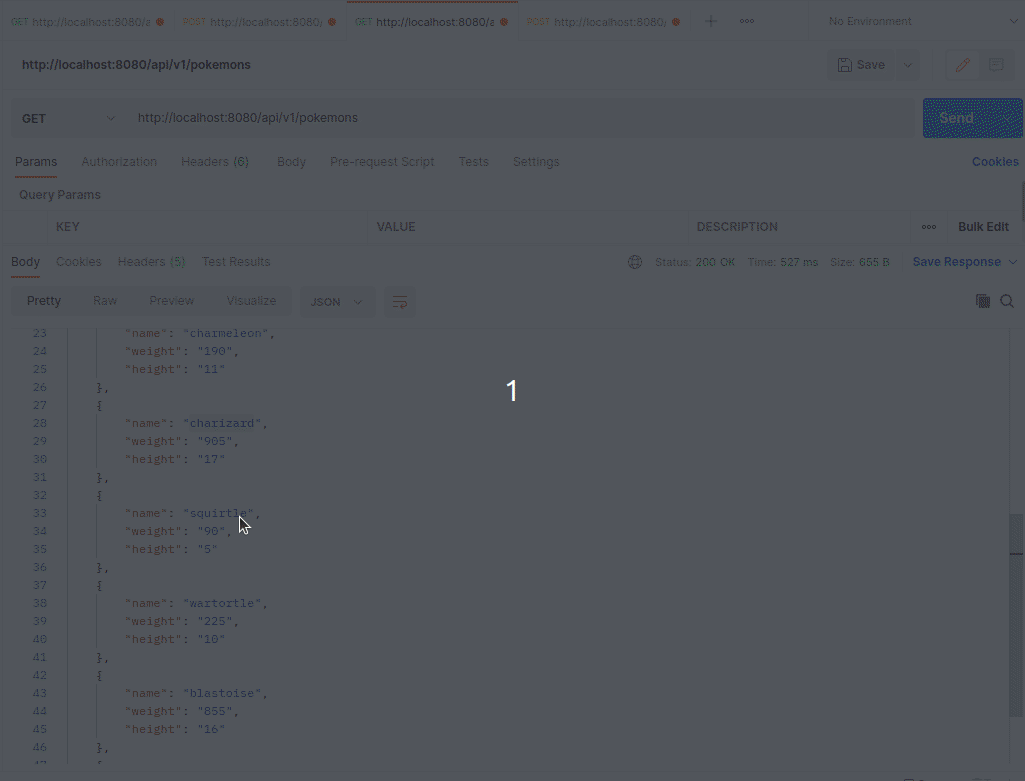 GET http://localhost:8080/a POST http://localhost:8080/ GET http://localhost:8080/a POST http://localhost:8080/ + ••• No Environment
http://localhost:8080/api/v1/pokemons Save
GET http://localhost:8080/api/v1/pokemons Send
Params Authorization Headers (6) Body Pre-request Script Tests Settings Cookies
Query Params
KEY VALUE DESCRIPTION ••• Bulk Edit
Body Cookies Headers (5) Test Results Status: 200 OK Time: 527 ms Size: 655 B Save Response
Pretty Raw Preview Visualize JSON
23 "name": "charmeleon",
24 "weight": "190",
25 "height": "11"
26 },
27 {
28 "name": "charizard",
29 "weight": "905",
30 "height": "17"
31 },
32 {
33 "name": "squirtle",
34 "weight": "90",
35 "height": "5"
36 },
37 {
38 "name": "wartortle",
39 "weight": "225",
40 "height": "10"
41 },
42 {
43 "name": "blastoise",
44 "weight": "855",
45 "height": "16"
46 },
47 {
1